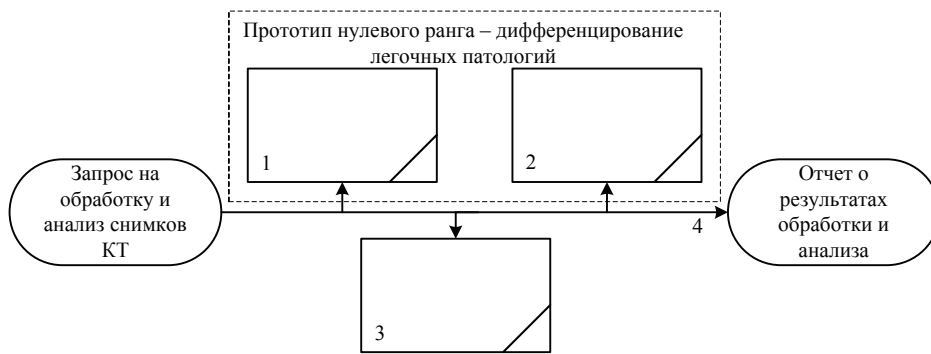 Прототип нулевого ранга – дифференцирование
легочных патологий
1
2
Запрос на
обработку и
анализ снимков
КТ
Отчет о
результатах
обработки и
анализа
4
3